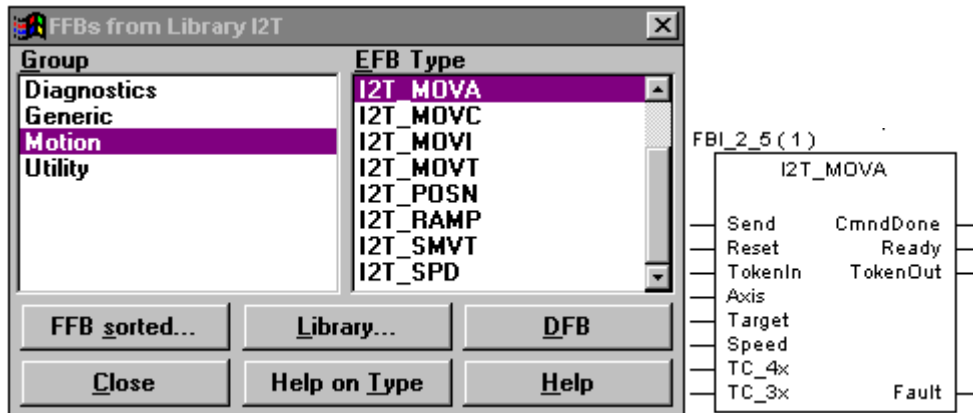 FFBs from Library I2T
Group
Diagnostics
Generic
Motion
Utility
EFB Type
I2T_MOVA
I2T_MOVC
I2T_MOVI
I2T_MOVT
I2T_POSN
I2T_RAMP
I2T_SMVT
I2T_SPD
FFB sorted...
Library...
DFB
Close
Help on Type
Help
FBI_2_5(1)
I2T_MOVA
Send CmndDone
Reset Ready
TokenIn TokenOut
Axis
Target
Speed
TC_4x
TC_3x Fault